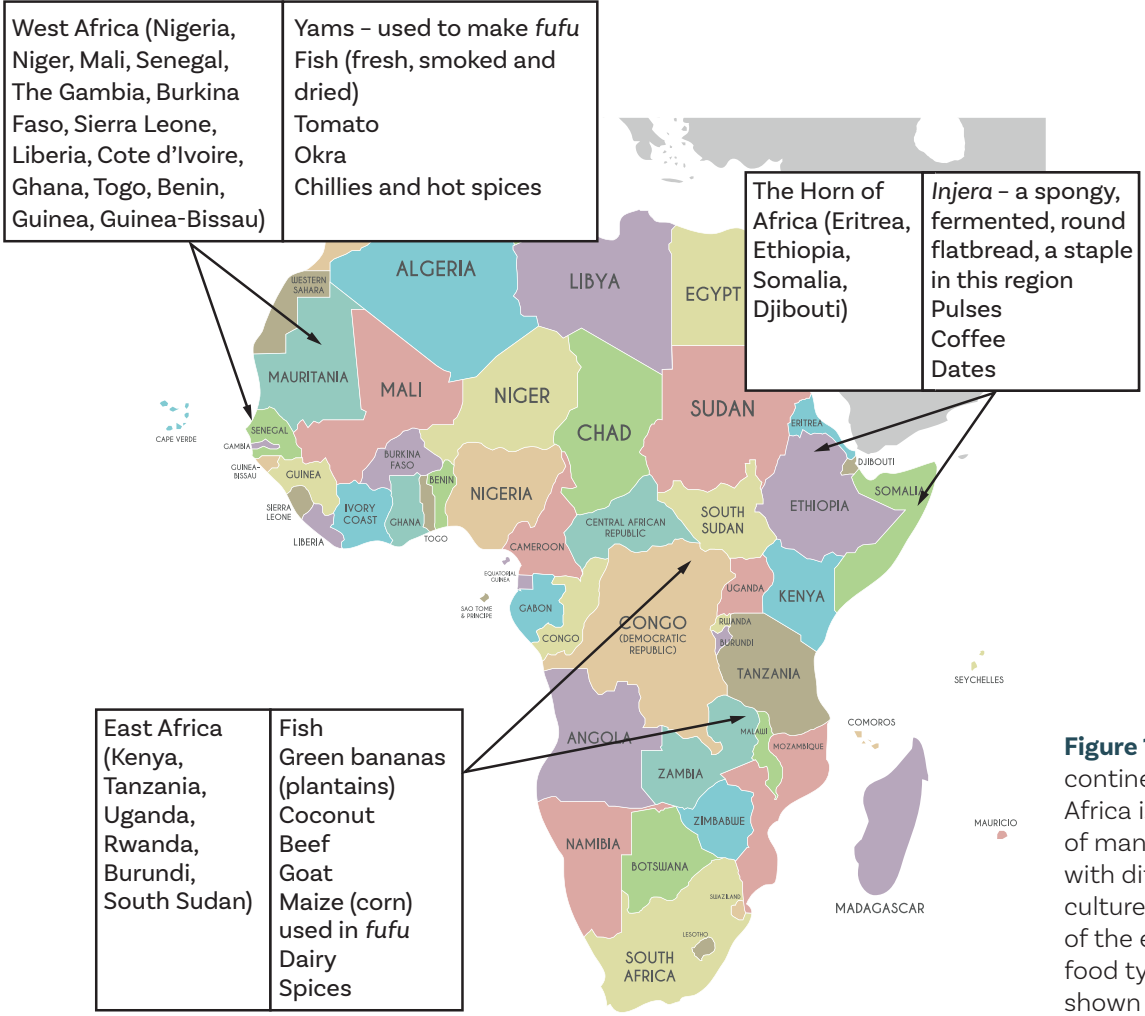 West Africa (Nigeria,
Niger, Mali, Senegal,
The Gambia, Burkina
Faso, Sierra Leone,
Liberia, Cote d’Ivoire,
Ghana, Togo, Benin,
Guinea, Guinea-Bissau)
Yams – used to make fufu
Fish (fresh, smoked and
dried)
Tomato
Okra
Chillies and hot spices
The Horn of
Africa (Eritrea,
Ethiopia,
Somalia,
Djibouti)
Injera – a spongy,
fermented, round
flatbread, a staple
in this region
Pulses
Coffee
Dates
ALGERIA
LIBYA
EGYPT
WESTERN
SAHARA
MAURITANIA
MALI
NIGER
CHAD
SUDAN
ERITREA
CAPE VERDE
SENEGAL
GAMBIA
GUINEA-
BISSAU
GUINEA
SIERRA
LEONE
LIBERIA
IVORY
COAST
BURKINA
FASO
GHANA
TOGO
BENIN
NIGERIA
CAMEROON
CENTRAL AFRICAN
REPUBLIC
SOUTH
SUDAN
ETHIOPIA
DJIBOUTI
SOMALIA
EQUATORIAL
GUINEA
SAO TOME
& PRINCIPE
GABON
CONGO
CONGO
(DEMOCRATIC
REPUBLIC)
UGANDA
KENYA
RWANDA
BURUNDI
TANZANIA
SEYCHELLES
COMOROS
ANGOLA
ZAMBIA
MALAWI
MOZAMBIQUE
ZIMBABWE
NAMIBIA
BOTSWANA
SWAZILAND
LESOTHO
SOUTH
AFRICA
MADAGASCAR
MAURICIO
East Africa
(Kenya,
Tanzania,
Uganda,
Rwanda,
Burundi,
South Sudan)
Fish
Green bananas
(plantains)
Coconut
Beef
Goat
Maize (corn)
used in fufu
Dairy
Spices
Figure
contine
Africa i
of man
with di
culture
of the e
food ty
shown